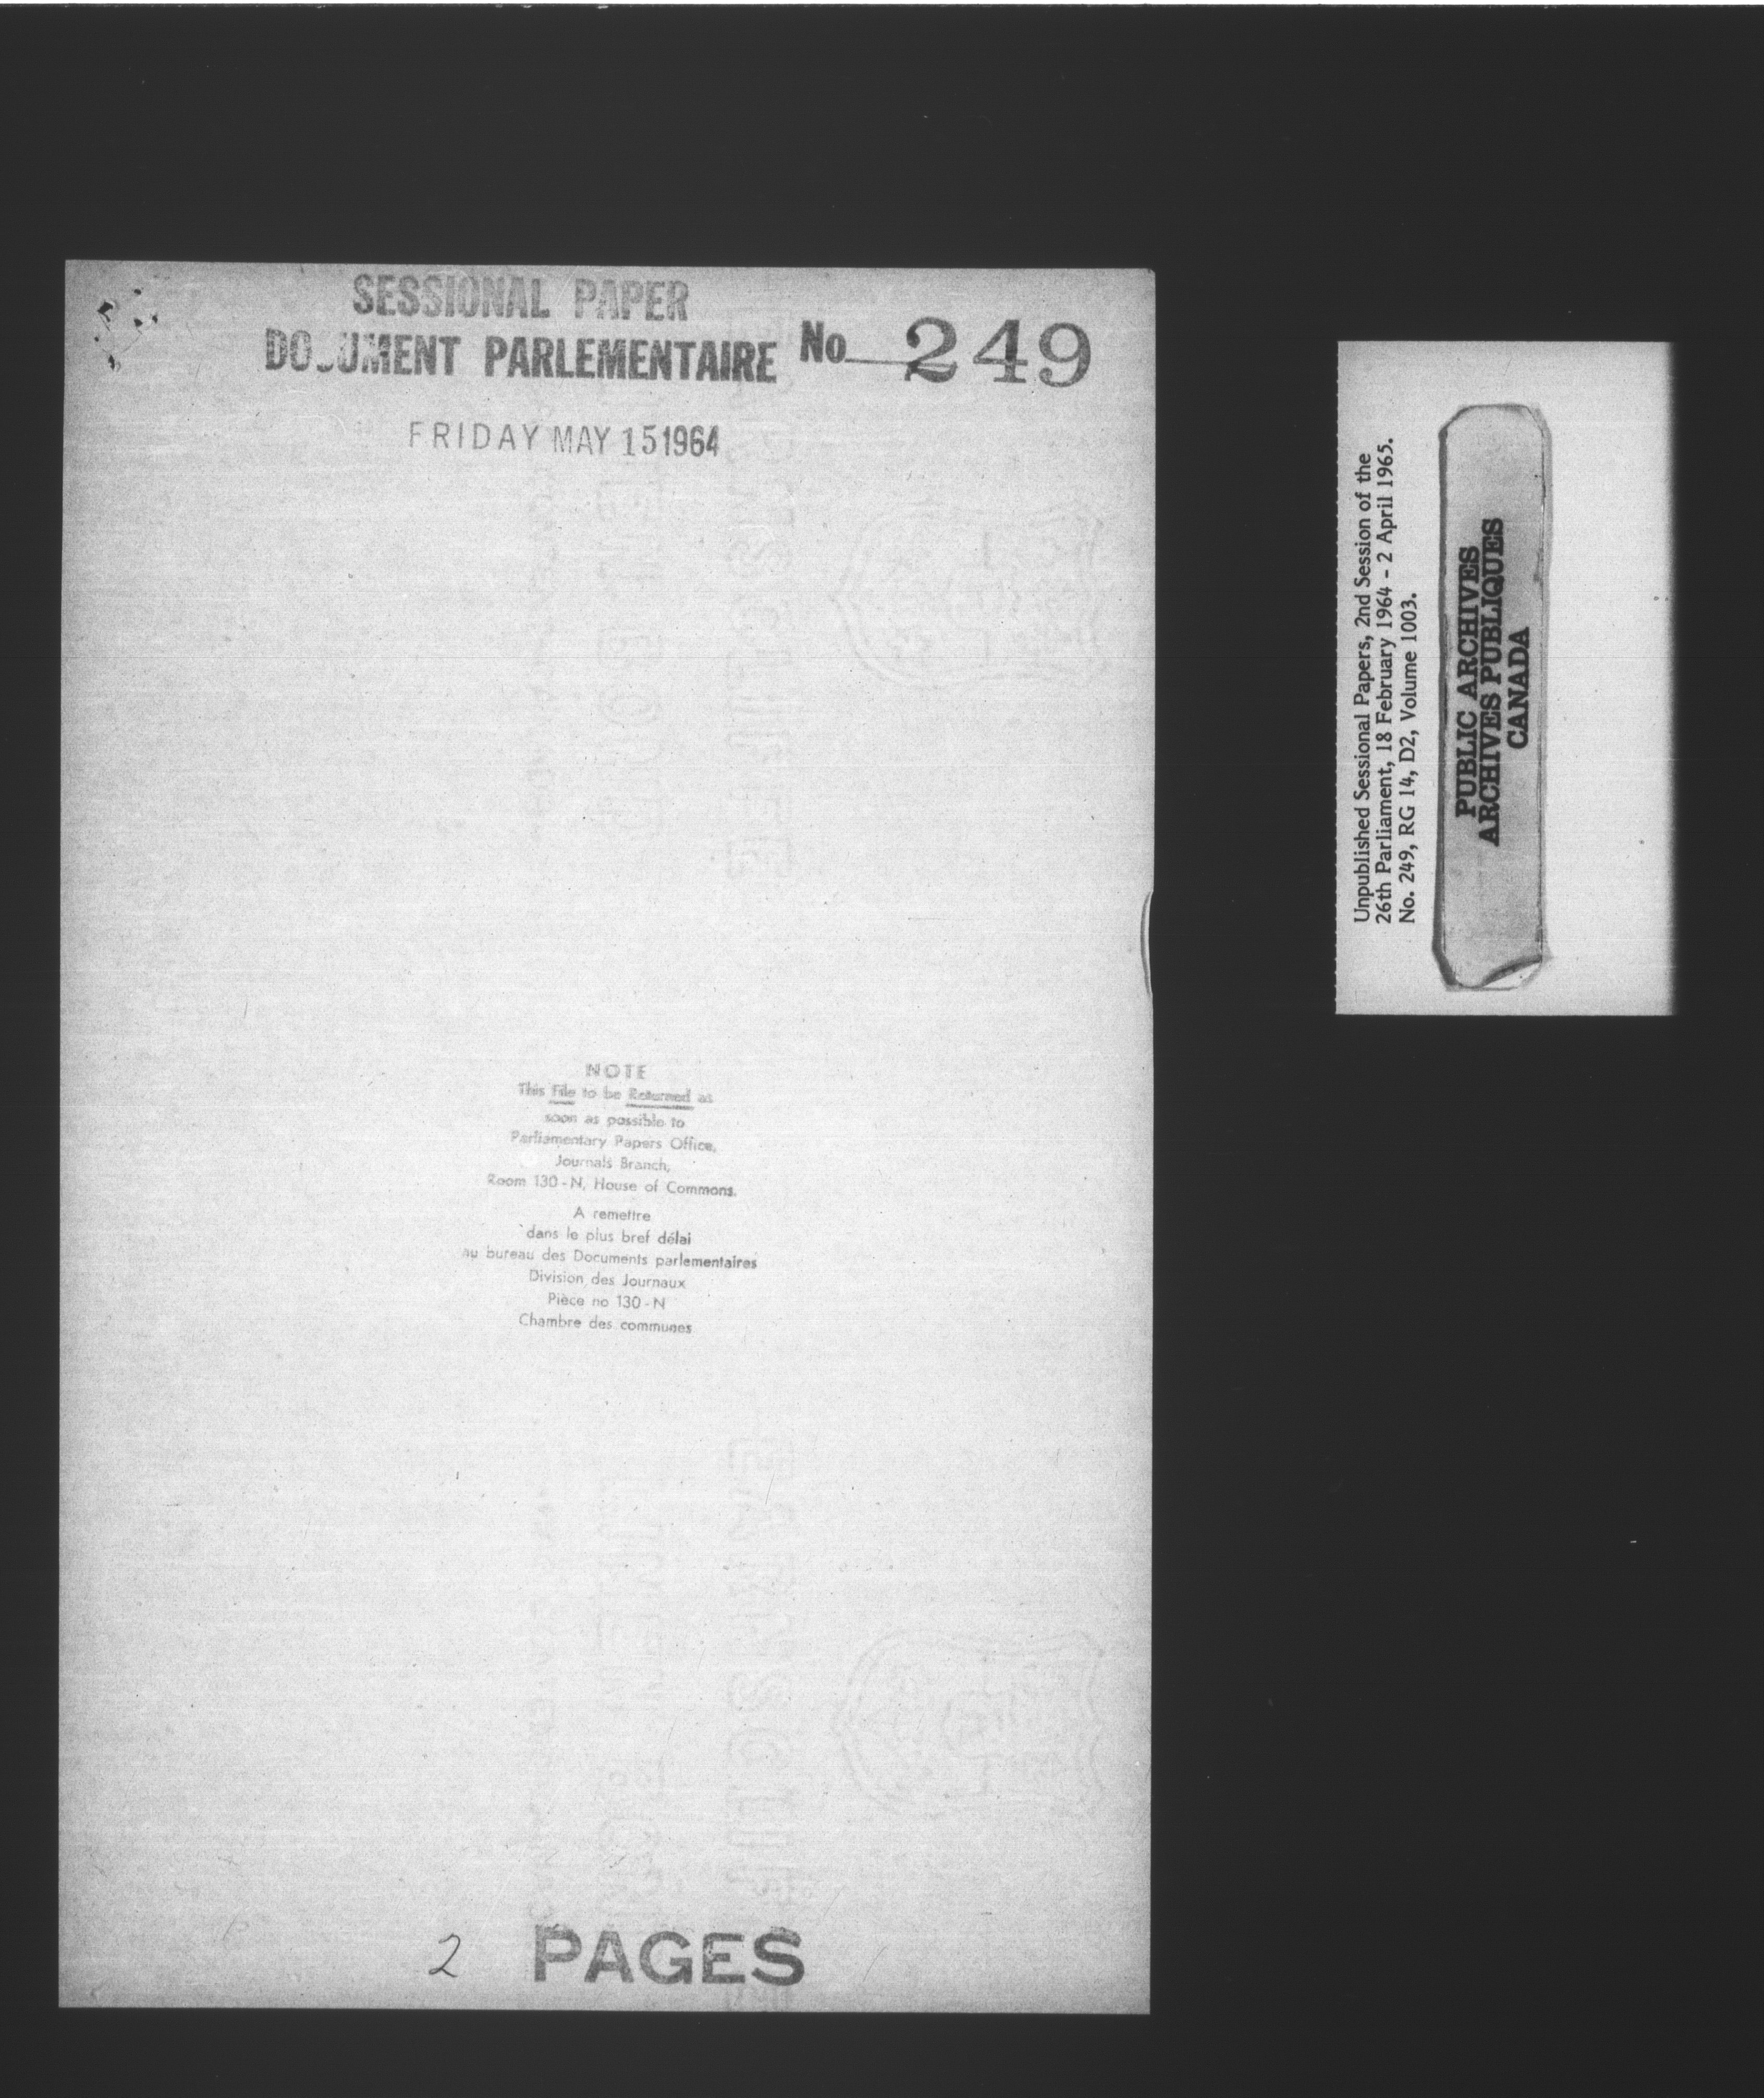 SESSIONAL PAPER
DOCUMENT PARLEMENTAIRE No 249
FRIDAY MAY 15 1964
NOTE
This File to be Returned as
soon as possible to
Parliamentary Papers Office,
Journals Branch,
Room 130-N, House of Commons.
A remettre
dans le plus bref délai
au bureau des Documents parlementaires
Division des Journaux
Pièce no 130-N
Chambre des communes
2 PAGES
Unpublished Sessional Papers, 2nd Session of the
26th Parliament, 18 February 1964 - 2 April 1965.
No. 249, RG 14, D2, Volume 1003.
PUBLIC ARCHIVES
ARCHIVES PUBLIQUES
CANADA